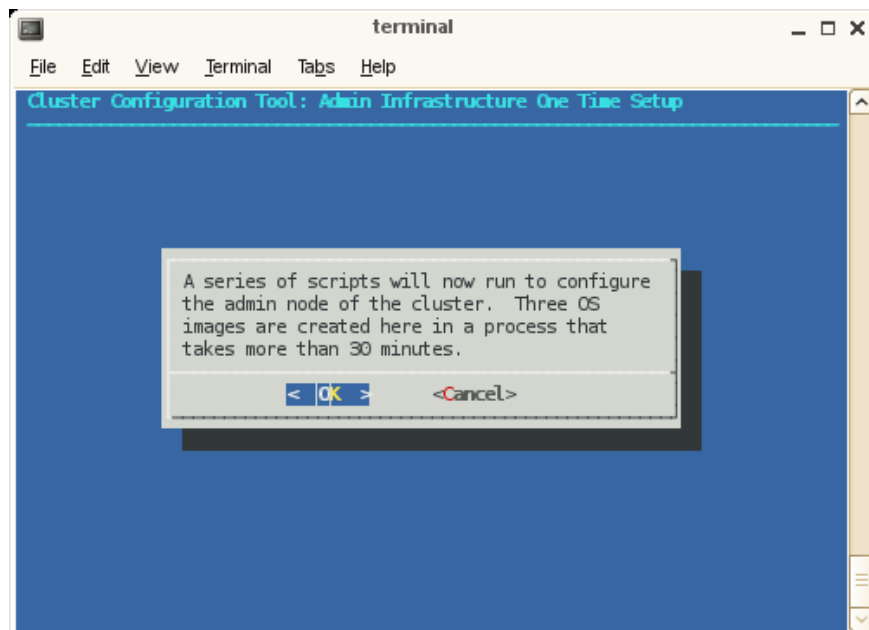 terminal
File Edit View Terminal Tabs Help
Cluster Configuration Tool: Admin Infrastructure One Time Setup
A series of scripts will now run to configure
the admin node of the cluster. Three OS
images are created here in a process that
takes more than 30 minutes.
< OK > <Cancel>